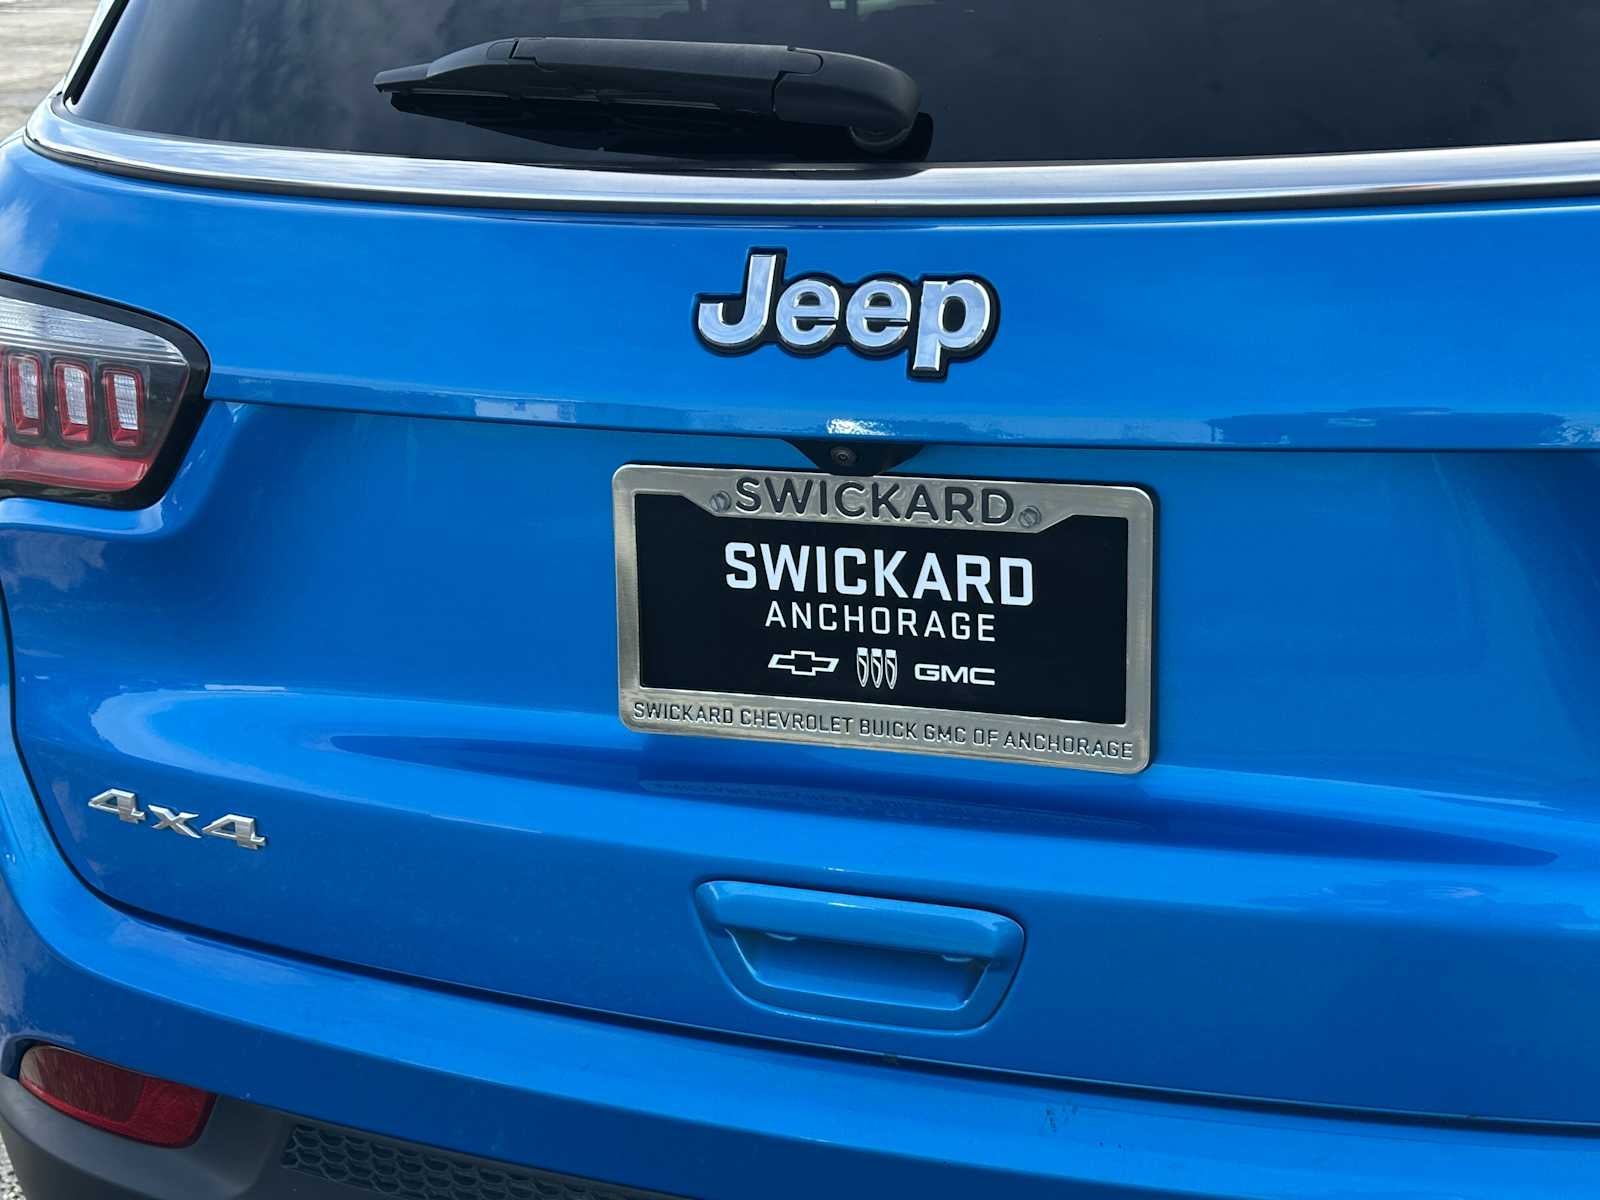 Jeep
SWICKARD
SWICKARD
ANCHORAGE
GMC
SWICKARD CHEVROLET BUICK GMC OF ANCHORAGE
4x4